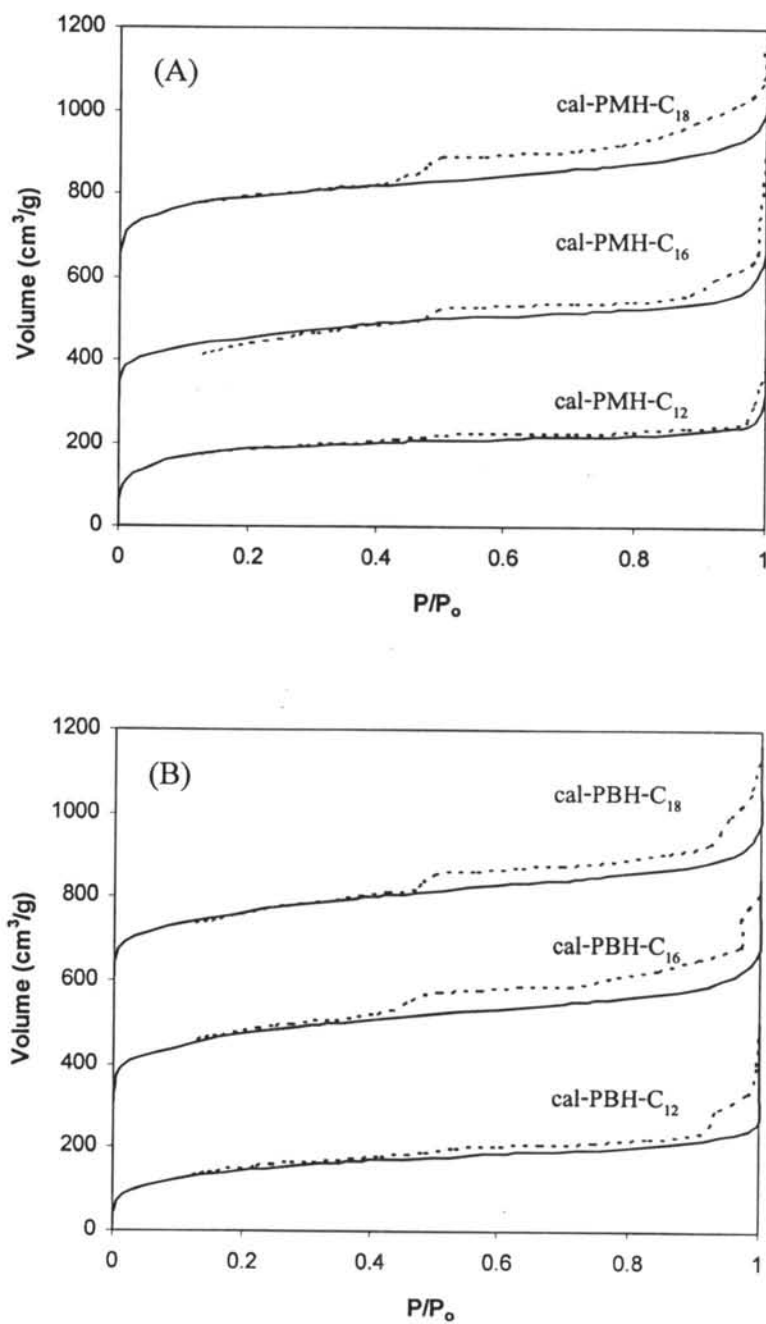 1200
(A)
1000
cal-PMH-C18
800
cal-PMH-C16
600
400
cal-PMH-C12
200
0
Volume (cm³/g)
0 0.2 0.4 0.6 0.8 1
P/Po
1200
(B)
1000
cal-PBH-C18
800
cal-PBH-C16
600
400
cal-PBH-C12
200
0
Volume (cm³/g)
0 0.2 0.4 0.6 0.8 1
P/Po